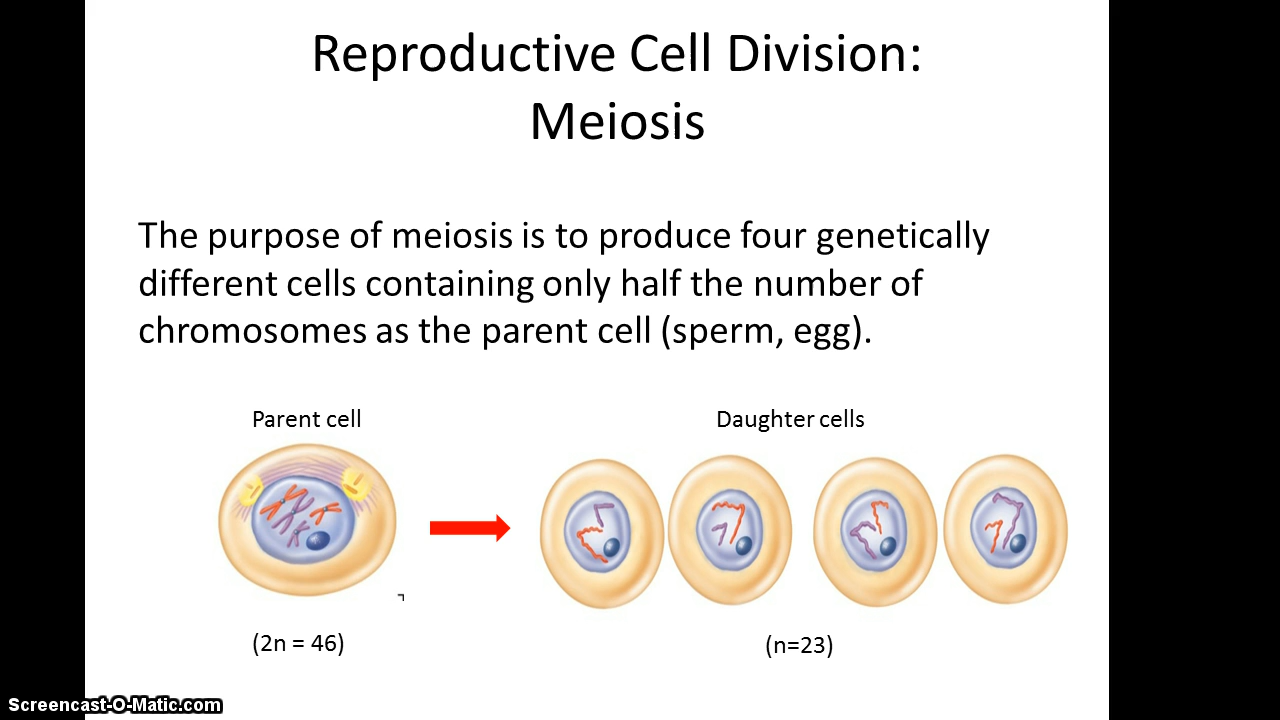 Reproductive Cell Division:
Meiosis
The purpose of meiosis is to produce four genetically
different cells containing only half the number of
chromosomes as the parent cell (sperm, egg).
Parent cell
Daughter cells
(2n = 46)
(n=23)
Screencast-O-Matic.com